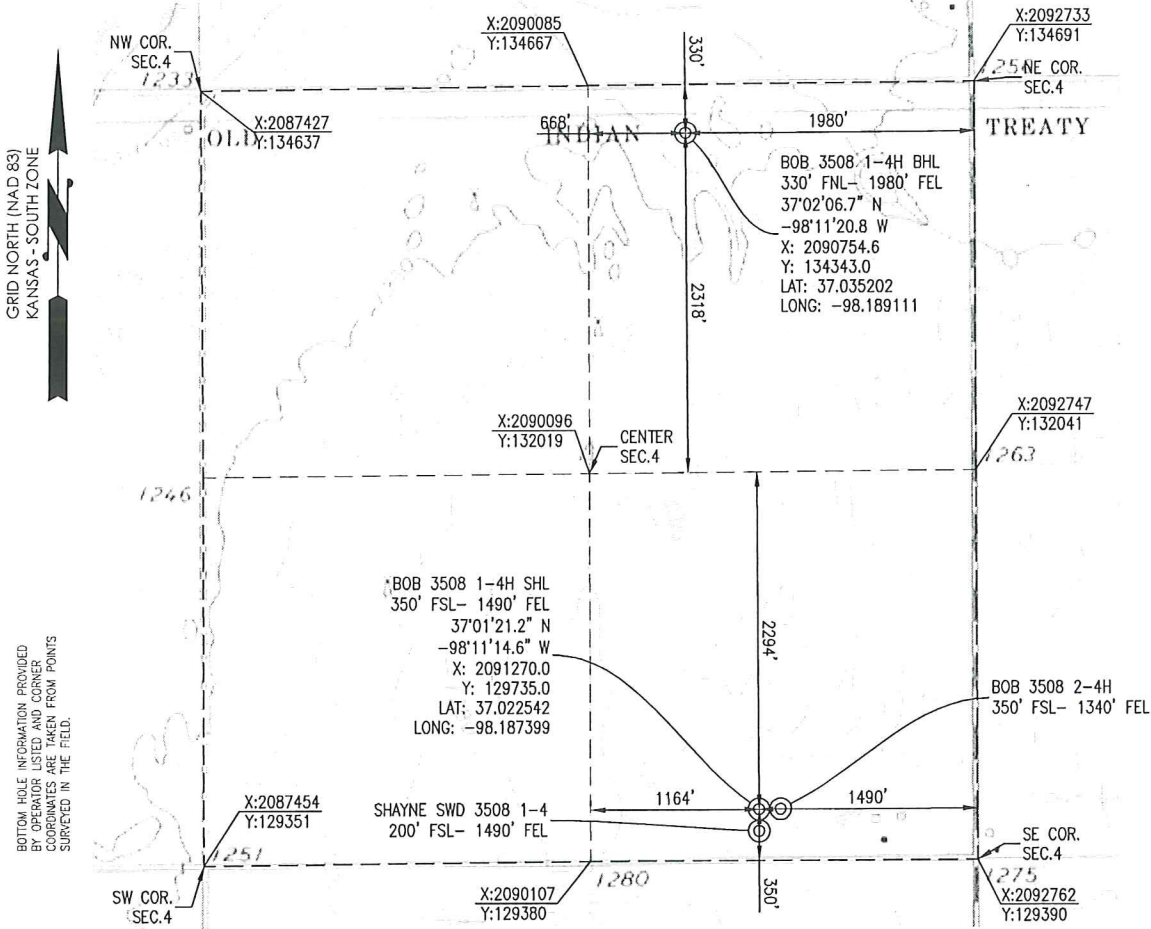 X:2090085
Y:134667
330'
X:2092733
Y:134691
NW COR.
SEC.4
1233
NE COR.
SEC.4
X:2087427
Y:134637
OLD
INDIAN
TREATY
668'
1980'
BOB 3508 1-4H BHL
330' FNL- 1980' FEL
37°02'06.7" N
-98°11'20.8 W
X: 2090754.6
Y: 134343.0
LAT: 37.035202
LONG: -98.189111
GRID NORTH (NAD 83)
KANSAS - SOUTH ZONE
2318'
X:2090096
Y:132019
CENTER
SEC.4
X:2092747
Y:132041
1263
1246
BOB 3508 1-4H SHL
350' FSL- 1490' FEL
37°01'21.2" N
-98°11'14.6" W
X: 2091270.0
Y: 129735.0
LAT: 37.022542
LONG: -98.187399
2294'
BOB 3508 2-4H
350' FSL- 1340' FEL
BOTTOM HOLE INFORMATION PROVIDED
BY OPERATOR LISTED AND CORNER
COORDINATES ARE TAKEN FROM POINTS
SURVEYED IN THE FIELD.
X:2087454
Y:129351
1164'
1490'
SHAYNE SWD 3508 1-4
200' FSL- 1490' FEL
SE COR.
SEC.4
1251
1280
1275
SW COR.
SEC.4
X:2090107
Y:129380
350'
X:2092762
Y:129390